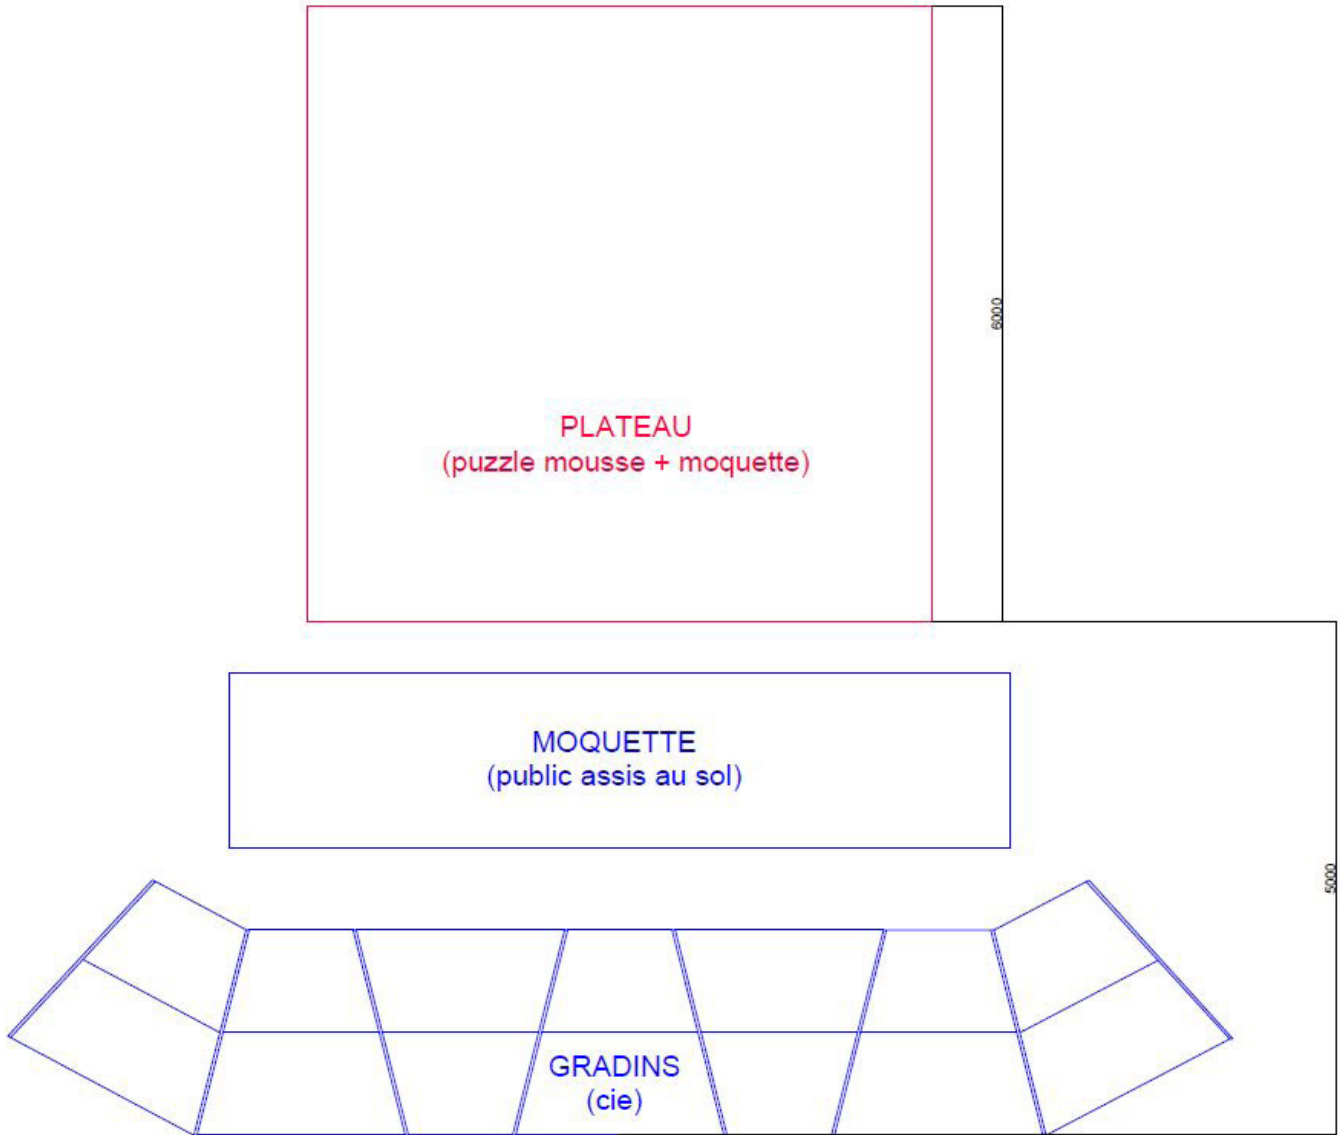 6000
PLATEAU
(puzzle mousse + moquette)
MOQUETTE
(public assis au sol)
5000
GRADINS
(cie)